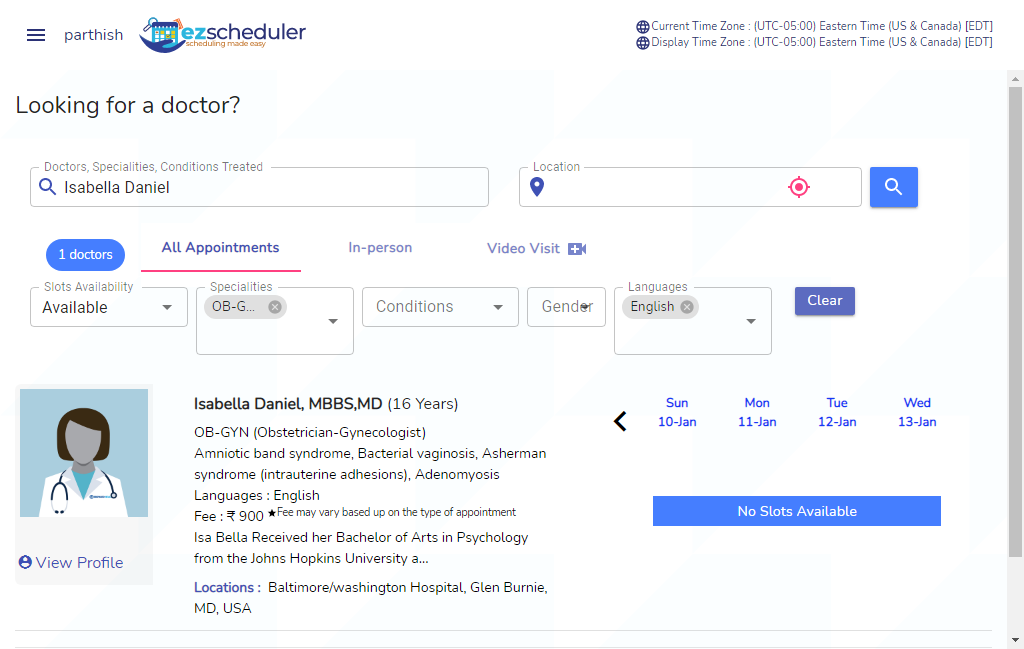 parthish
ezscheduler
scheduling made easy
Current Time Zone : (UTC-05:00) Eastern Time (US & Canada) [EDT]
Display Time Zone : (UTC-05:00) Eastern Time (US & Canada) [EDT]
Looking for a doctor?
Doctors, Specialities, Conditions Treated
Isabella Daniel
Location
1 doctors
All Appointments
In-person
Video Visit
Slots Availability
Available
Specialities
OB-G...
Conditions
Gender
Languages
English
Clear
Isabella Daniel, MBBS,MD (16 Years)
OB-GYN (Obstetrician-Gynecologist)
Amniotic band syndrome, Bacterial vaginosis, Asherman
syndrome (intrauterine adhesions), Adenomyosis
Languages : English
Fee : ₹ 900 ★Fee may vary based up on the type of appointment
Isa Bella Received her Bachelor of Arts in Psychology
from the Johns Hopkins University a...
Locations : Baltimore/washington Hospital, Glen Burnie,
MD, USA
View Profile
Sun Mon Tue Wed
10-Jan 11-Jan 12-Jan 13-Jan
No Slots Available